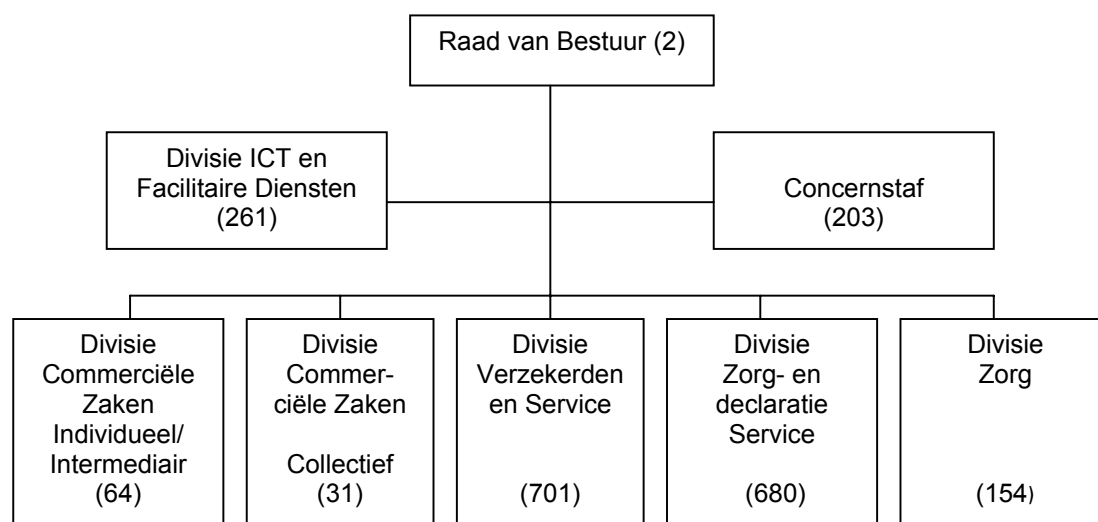 Raad van Bestuur (2)
Divisie ICT en
Facilitaire Diensten
(261)
Concernstaf
(203)
Divisie
Commerciële
Zaken
Individueel/
Intermediair
(64)
Divisie
Commer-
ciële Zaken
Collectief
(31)
Divisie
Verzekerden
en Service
(701)
Divisie
Zorg- en
declaratie
Service
(680)
Divisie
Zorg
(154)